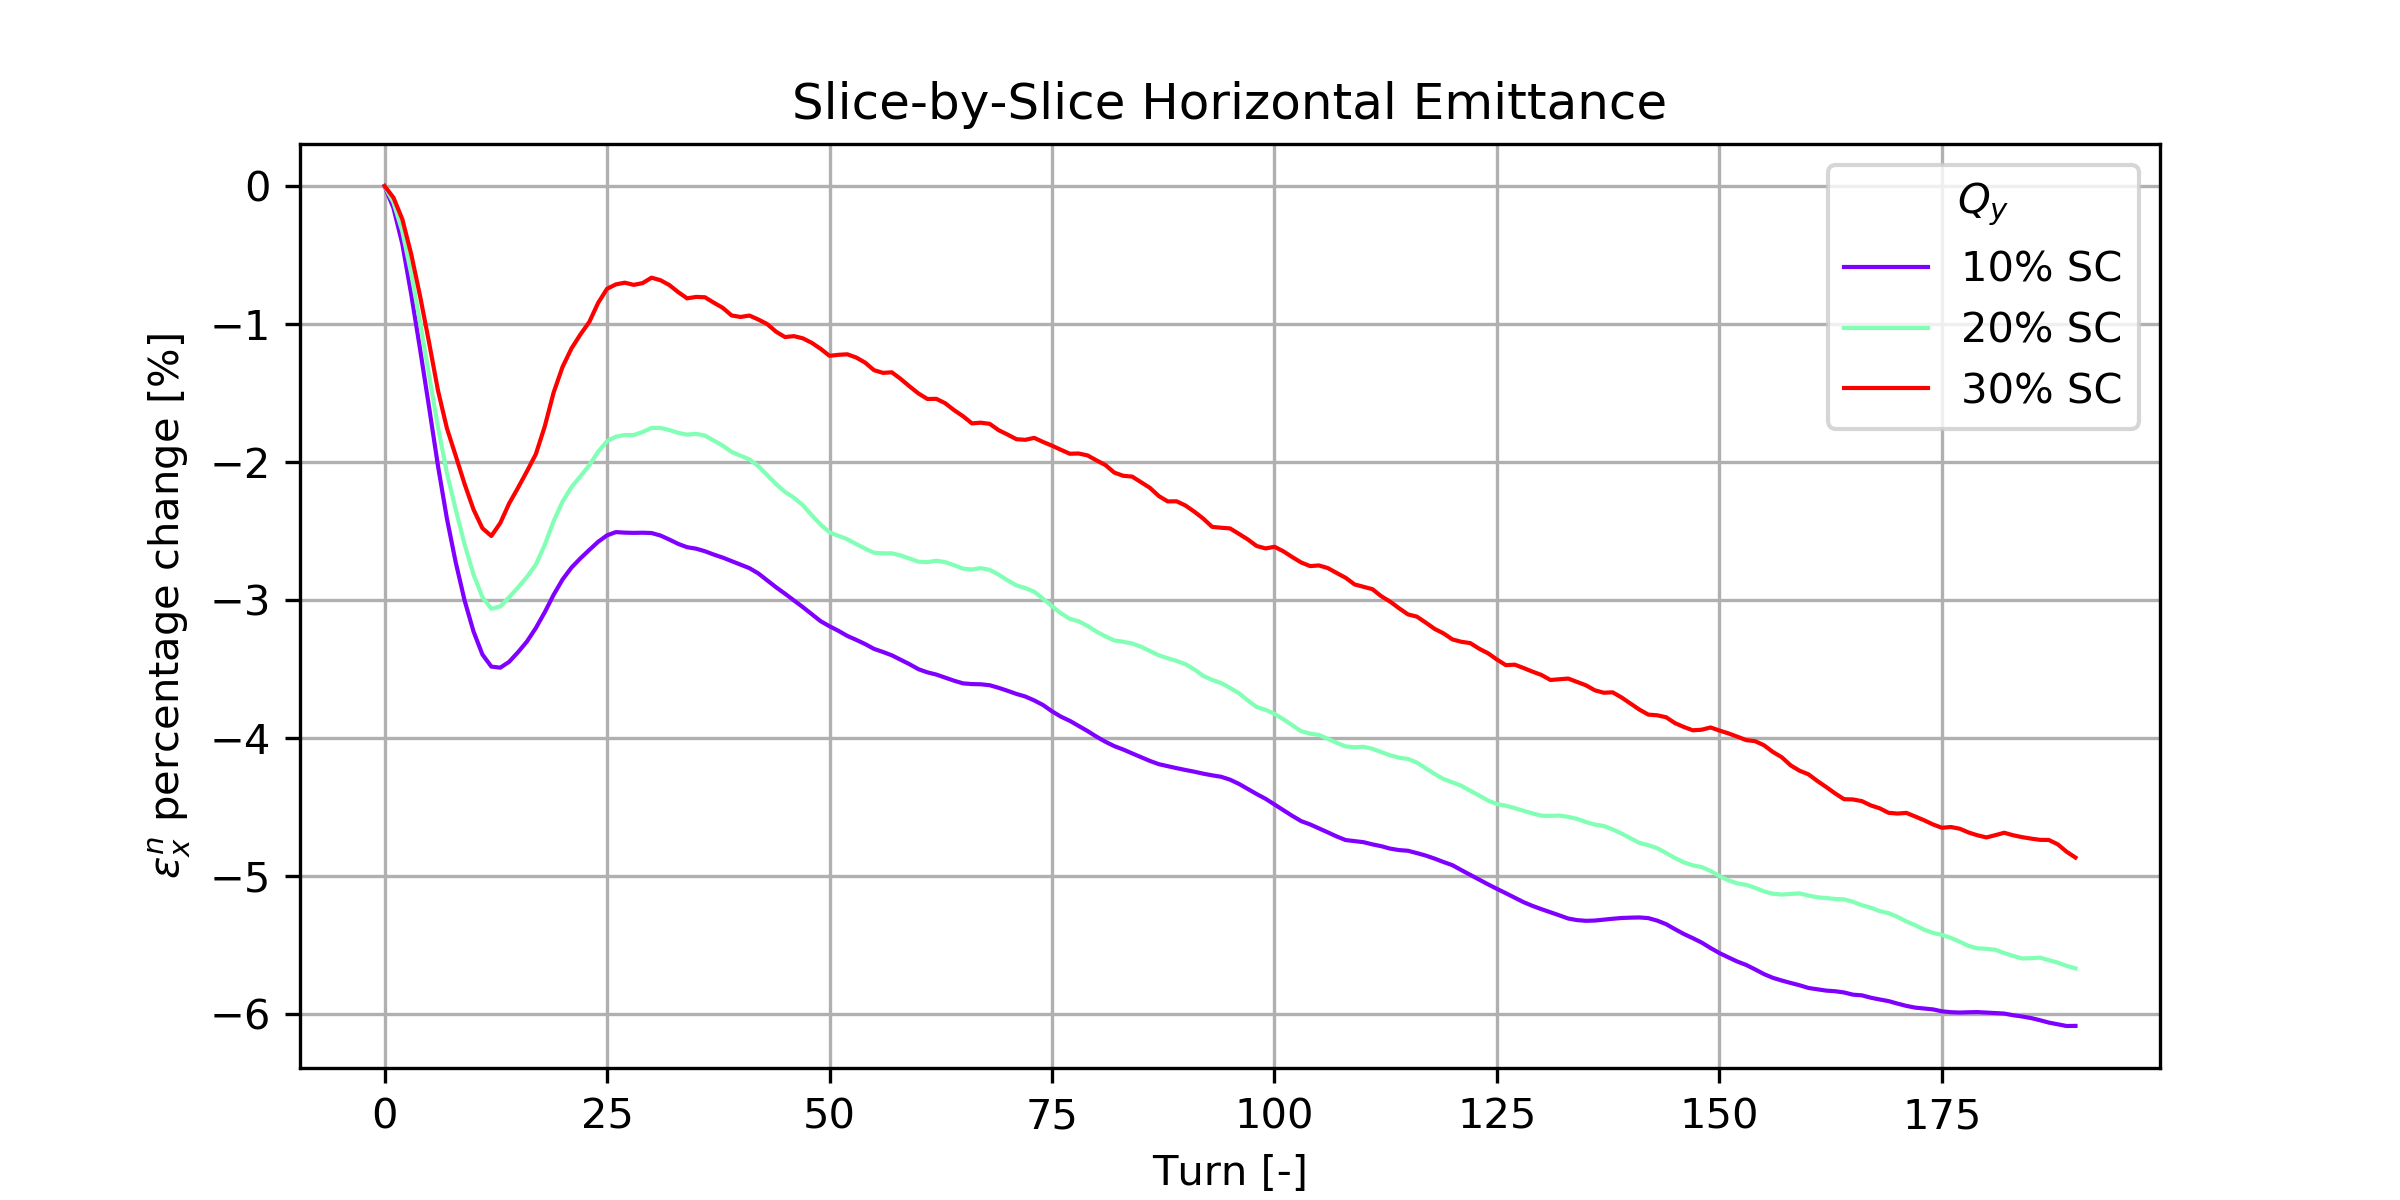 Slice-by-Slice Horizontal Emittance
ε_x^n percentage change [%]
0
−1
−2
−3
−4
−5
−6
Q_y
10% SC
20% SC
30% SC
0 25 50 75 100 125 150 175
Turn [-]